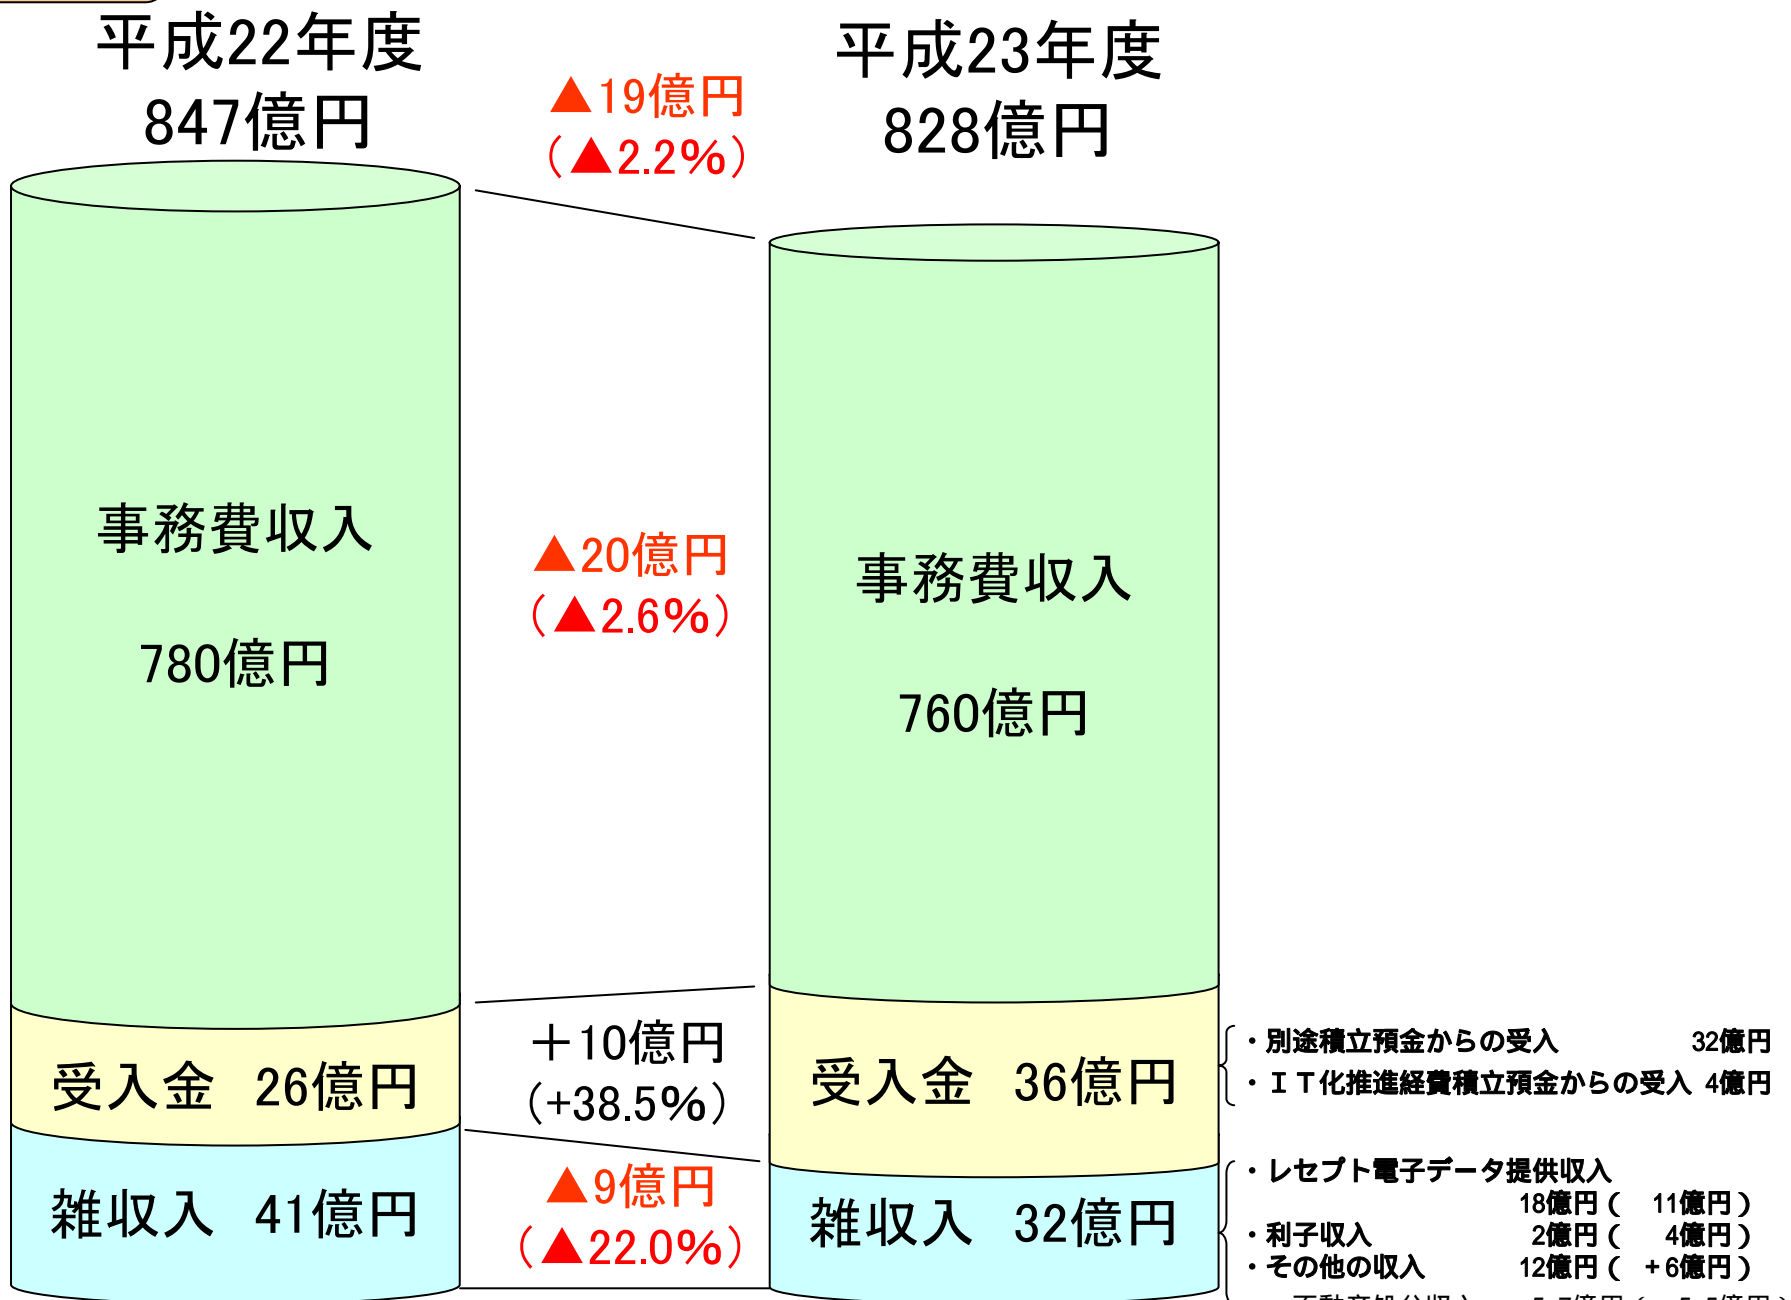 平成22年度
847億円
▲19億円
（▲2.2%）
平成23年度
828億円
事務費収入
780億円
▲20億円
（▲2.6%）
事務費収入
760億円
受入金 26億円
＋10億円
(+38.5%)
受入金 36億円
・別途積立預金からの受入 32億円
・ＩＴ化推進経費積立預金からの受入 4億円
雑収入 41億円
▲9億円
（▲22.0%）
雑収入 32億円
・レセプト電子データ提供収入
18億円（ 11億円）
・利子収入 2億円（ 4億円）
・その他の収入 12億円（ +6億円）